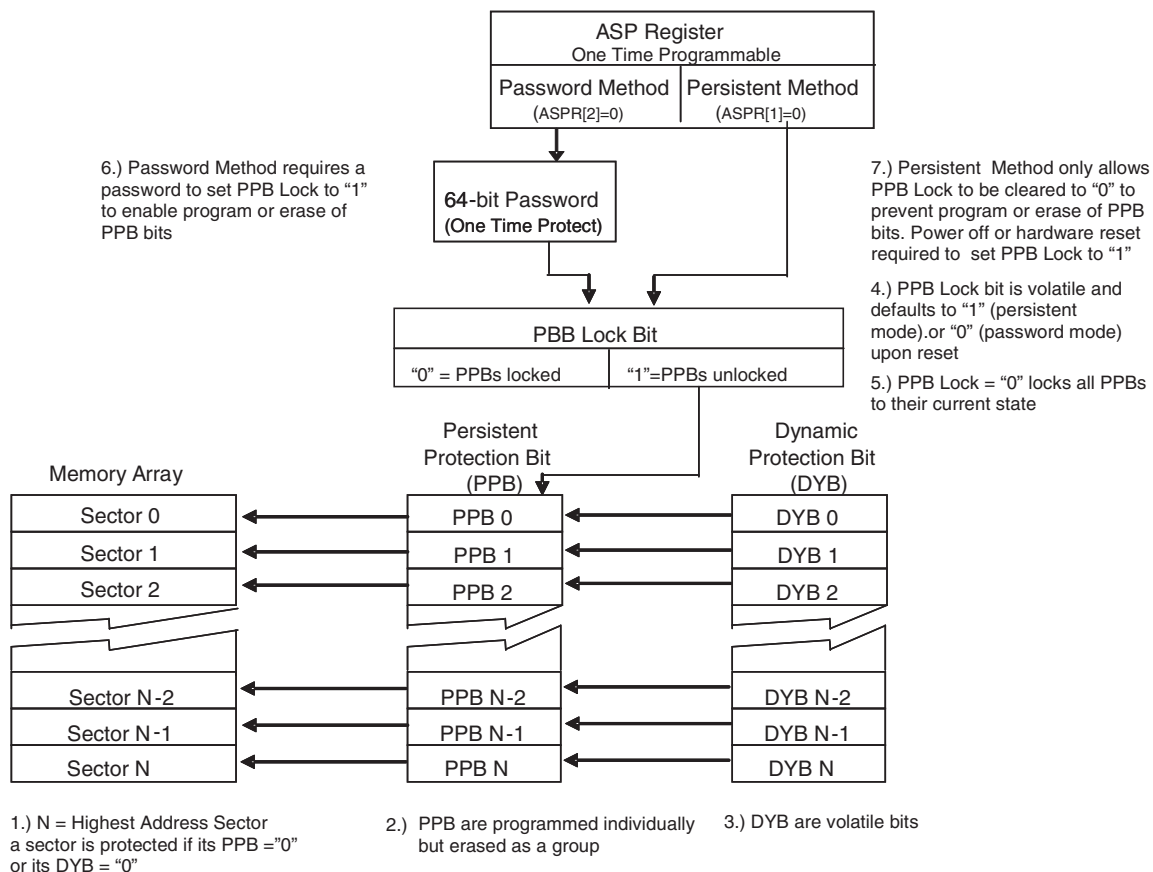 ASP Register
One Time Programmable
Password Method
(ASPR[2]=0)
Persistent Method
(ASPR[1]=0)
6.) Password Method requires a
password to set PPB Lock to “1”
to enable program or erase of
PPB bits
64-bit Password
(One Time Protect)
7.) Persistent Method only allows
PPB Lock to be cleared to “0” to
prevent program or erase of PPB
bits. Power off or hardware reset
required to set PPB Lock to “1”
4.) PPB Lock bit is volatile and
defaults to “1” (persistent
mode).or “0” (password mode)
upon reset
5.) PPB Lock = “0” locks all PPBs
to their current state
PBB Lock Bit
“0” = PPBs locked
“1”=PPBs unlocked
Memory Array
Persistent
Protection Bit
(PPB)
Dynamic
Protection Bit
(DYB)
Sector 0
PPB 0
DYB 0
Sector 1
PPB 1
DYB 1
Sector 2
PPB 2
DYB 2
Sector N-2
PPB N-2
DYB N-2
Sector N-1
PPB N-1
DYB N-1
Sector N
PPB N
DYB N
1.) N = Highest Address Sector
a sector is protected if its PPB =”0”
or its DYB = “0”
2.) PPB are programmed individually
but erased as a group
3.) DYB are volatile bits